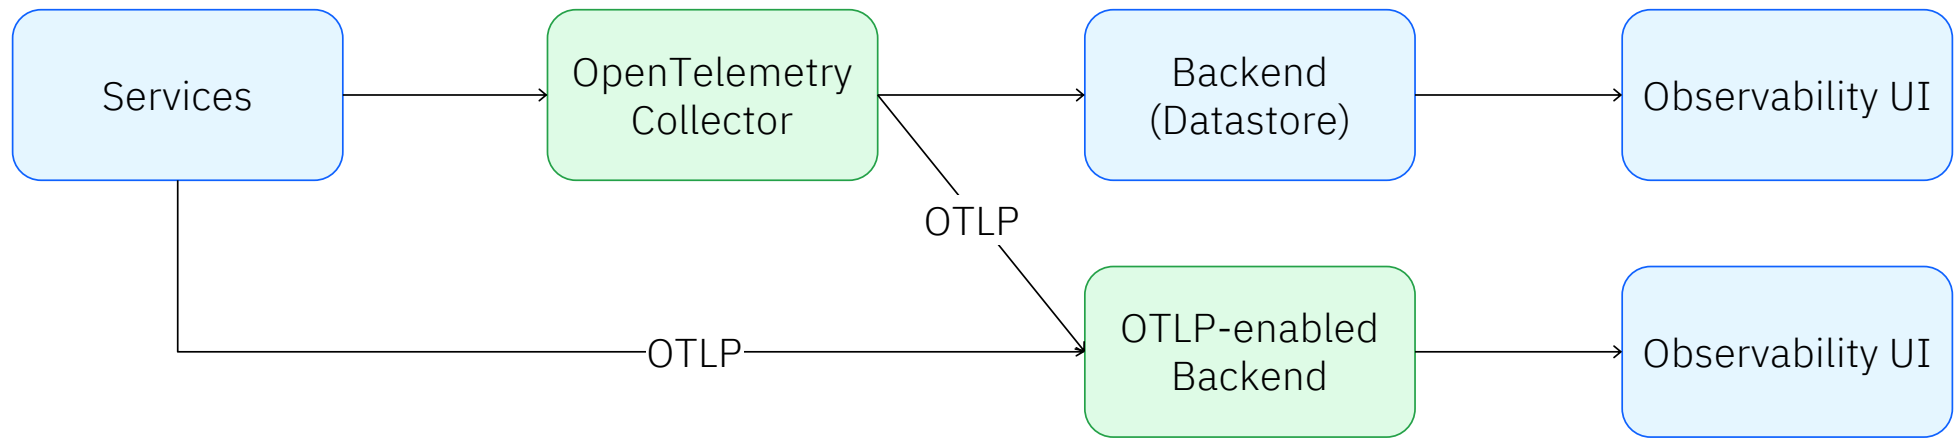 Services
OpenTelemetry
Collector
Backend
(Datastore)
Observability UI
OTLP
OTLP
OTLP-enabled
Backend
Observability UI